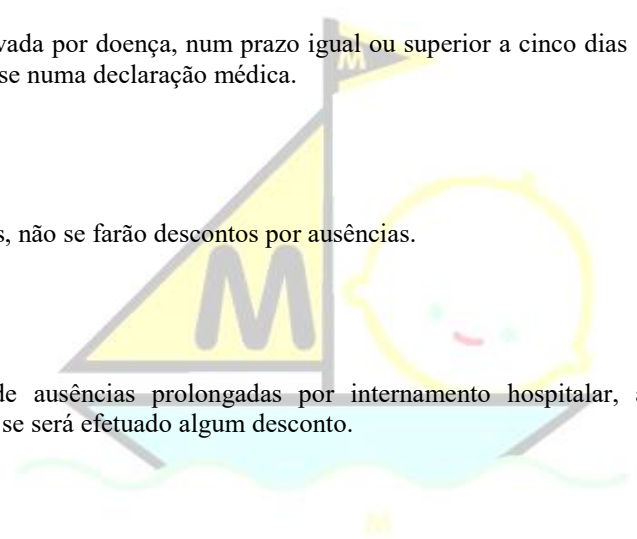 vada por doença, num prazo igual ou superior a cinco dias
se numa declaração médica.
s, não se farão descontos por ausências.
de ausências prolongadas por internamento hospitalar, a
se será efetuado algum desconto.
M
M
M